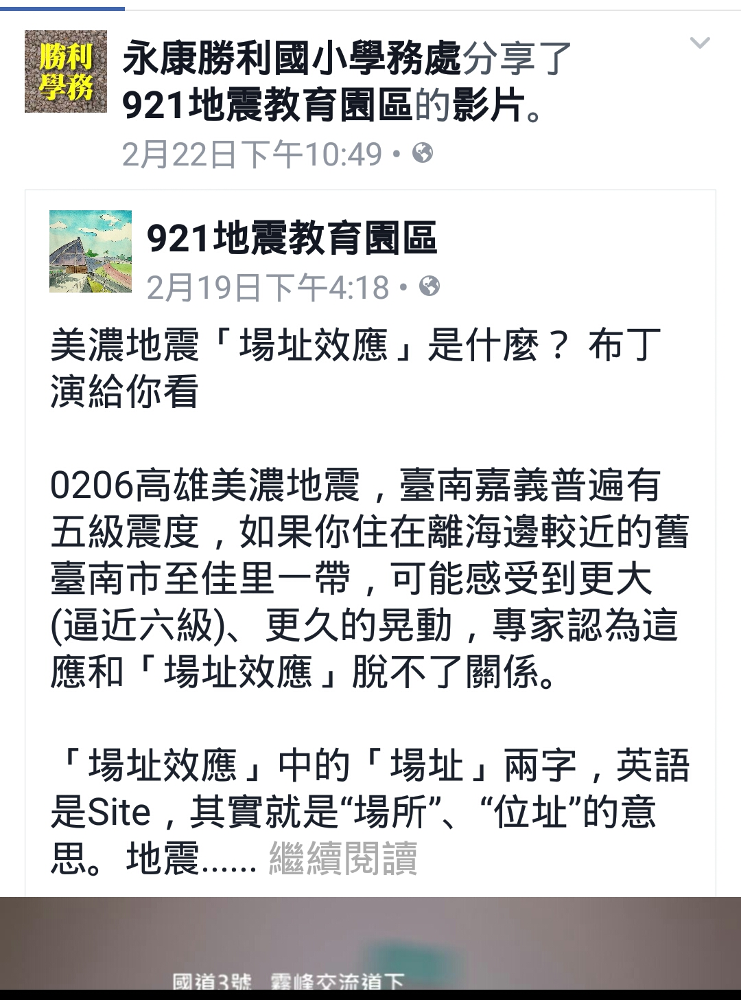 勝利
學務
永康勝利國小學務處分享了
921地震教育園區的影片。
2月22日下午10:49 •
921地震教育園區
2月19日下午4:18 •
美濃地震「場址效應」是什麼？ 布丁
演給你看
0206高雄美濃地震，臺南嘉義普遍有
五級震度，如果你住在離海邊較近的舊
臺南市至佳里一帶，可能感受到更大
(逼近六級)、更久的晃動，專家認為這
應和「場址效應」脫不了關係。
「場址效應」中的「場址」兩字，英語
是Site，其實就是“場所”、“位址”的意
思。地震...... 繼續閱讀
國道3號 霧峰交流道下